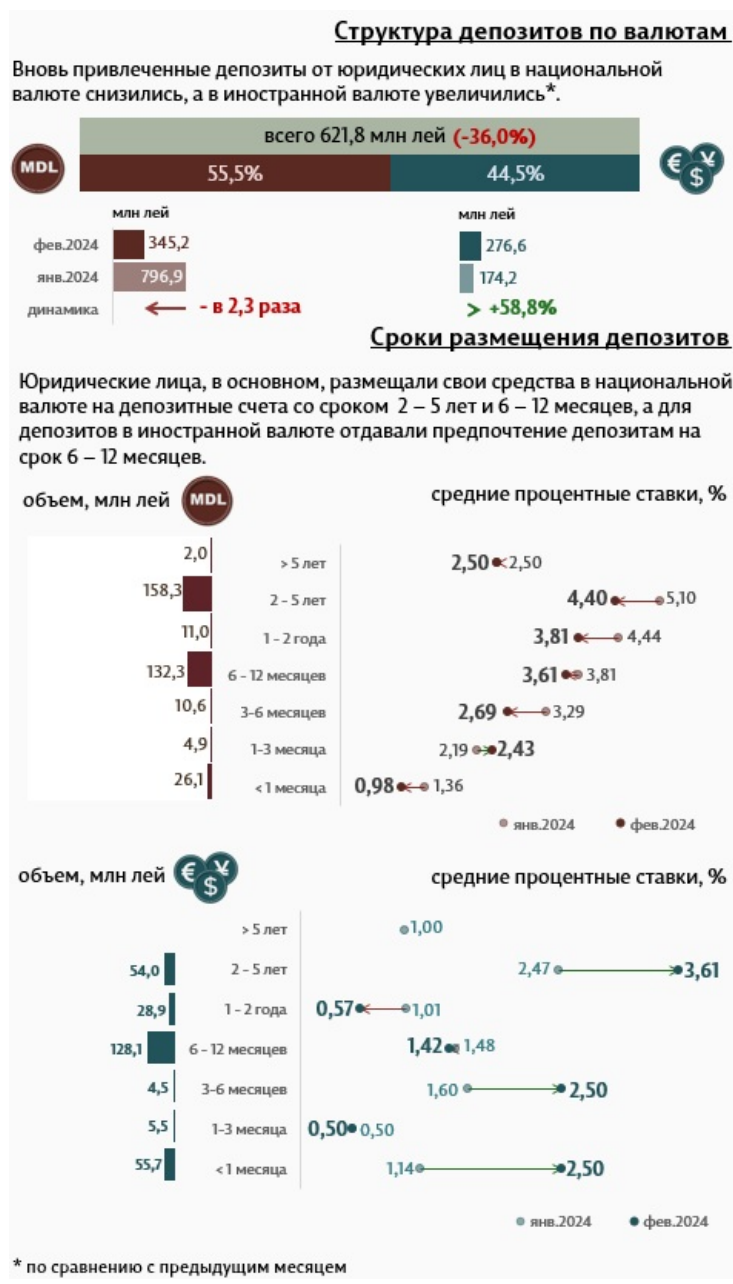 Структура депозитов по валютам
Вновь привлеченные депозиты от юридических лиц в национальной
валюте снизились, а в иностранной валюте увеличились*.
всего 621,8 млн лей (-36,0%)
MDL 55,5% 44,5% € ¥ $
млн лей млн лей
фев.2024 345,2 276,6
янв.2024 796,9 174,2
динамика - в 2,3 раза +58,8%
Сроки размещения депозитов
Юридические лица, в основном, размещали свои средства в национальной
валюте на депозитные счета со сроком 2 – 5 лет и 6 – 12 месяцев, а для
депозитов в иностранной валюте отдавали предпочтение депозитам на
срок 6 – 12 месяцев.
объем, млн лей MDL средние процентные ставки, %
2,0 > 5 лет 2,50 2,50
158,3 2 - 5 лет 4,40 5,10
11,0 1 - 2 года 3,81 4,44
132,3 6 - 12 месяцев 3,61 3,81
10,6 3-6 месяцев 2,69 3,29
4,9 1-3 месяца 2,19 2,43
26,1 < 1 месяца 0,98 1,36
янв.2024 фев.2024
объем, млн лей € ¥ $ средние процентные ставки, %
> 5 лет 1,00
54,0 2 - 5 лет 2,47 3,61
28,9 1 - 2 года 0,57 1,01
128,1 6 - 12 месяцев 1,42 1,48
4,5 3-6 месяцев 1,60 2,50
5,5 1-3 месяца 0,50 0,50
55,7 < 1 месяца 1,14 2,50
янв.2024 фев.2024
* по сравнению с предыдущим месяцем